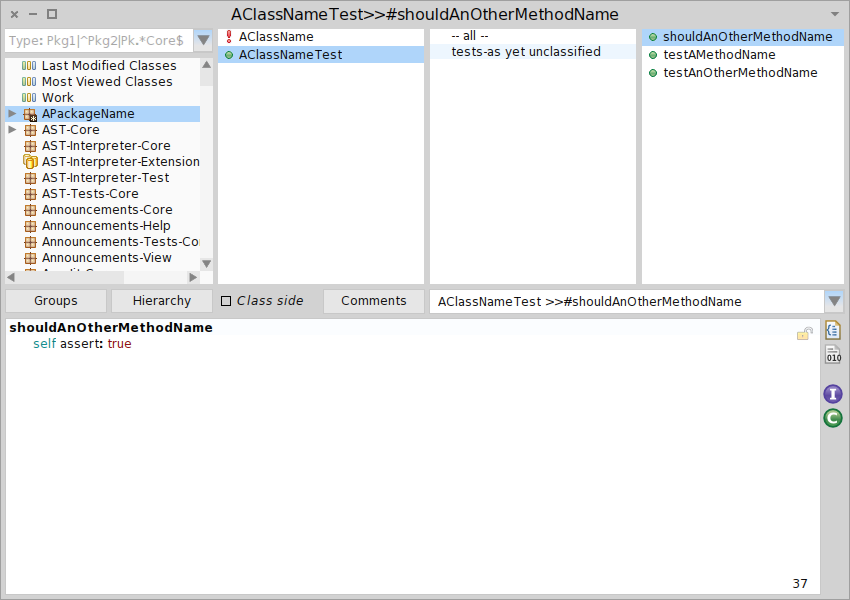 AClassNameTest>>#shouldAnOtherMethodName
Type: Pkg1|^Pkg2|Pk.*Core$
Last Modified Classes
Most Viewed Classes
Work
APackageName
AST-Core
AST-Interpreter-Core
AST-Interpreter-Extension
AST-Interpreter-Test
AST-Tests-Core
Announcements-Core
Announcements-Help
Announcements-Tests-Co
Announcements-View
AClassName
AClassNameTest
-- all --
tests-as yet unclassified
shouldAnOtherMethodName
testAMethodName
testAnOtherMethodName
Groups
Hierarchy
Class side
Comments
AClassNameTest >>#shouldAnOtherMethodName
shouldAnOtherMethodName
self assert: true
010
I
C
37